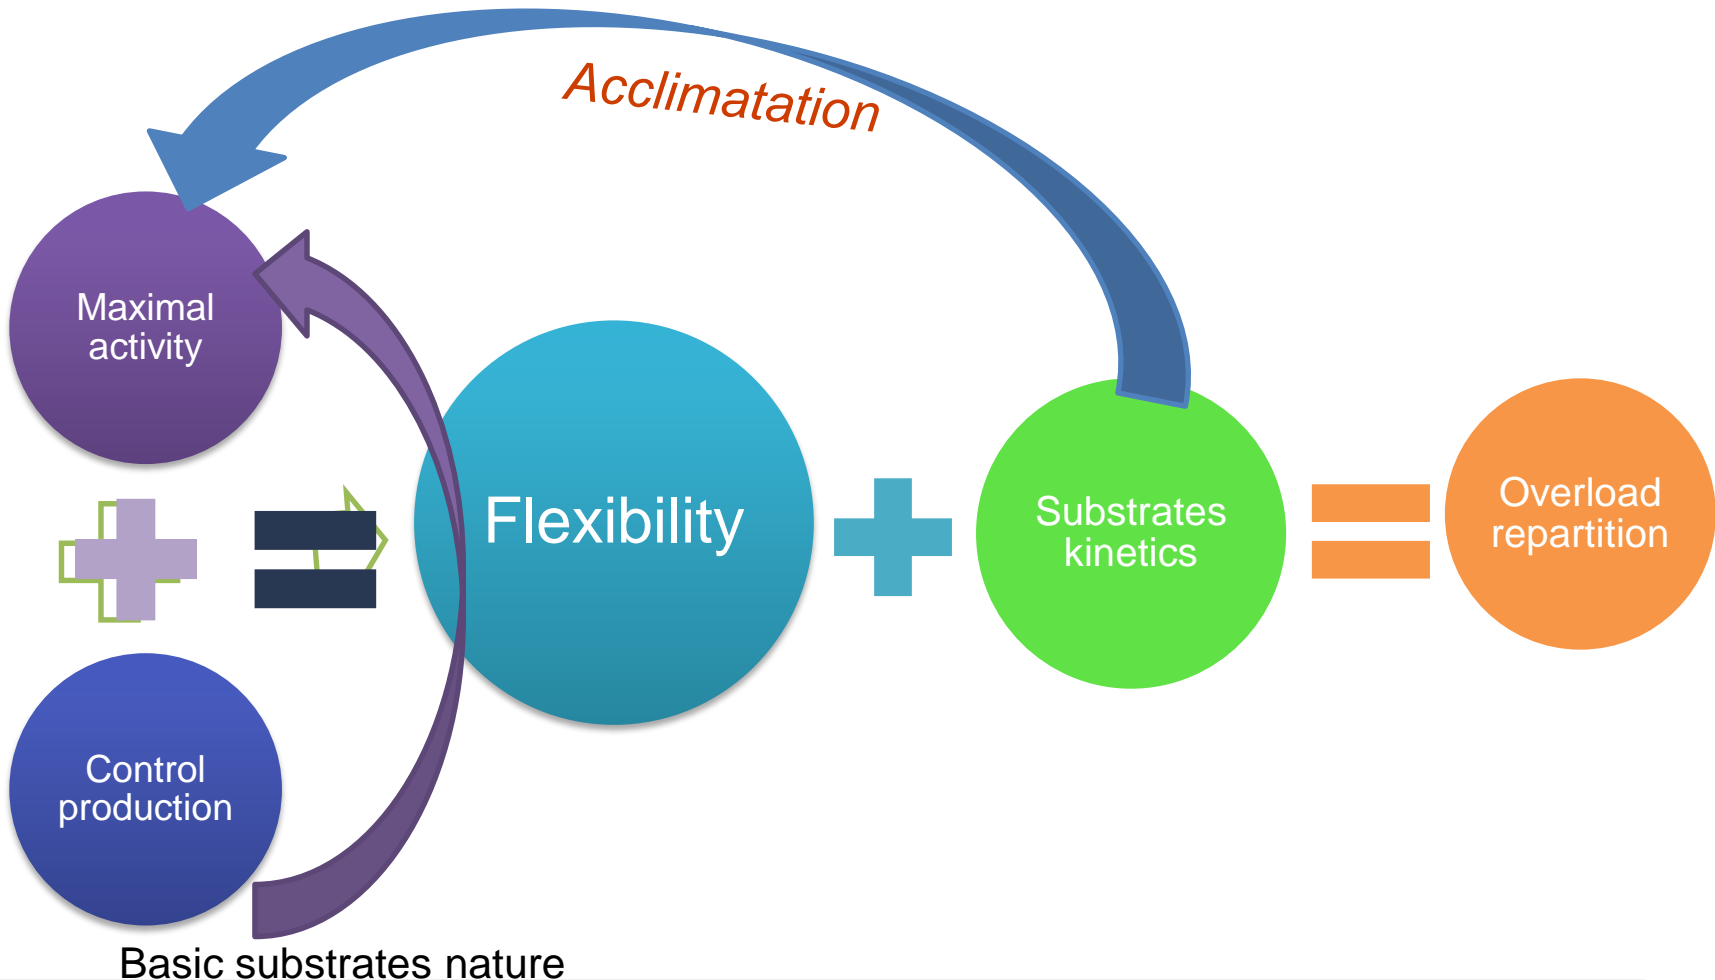 Acclimatation
Maximal
activity
Flexibility
Substrates
kinetics
Overload
repartition
Control
production
Basic substrates nature